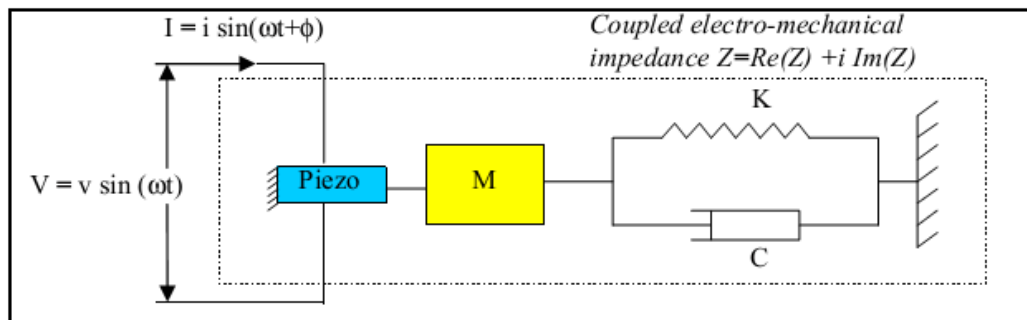 I = i sin(ωt+ϕ)
Coupled electro-mechanical
impedance Z=Re(Z) +i Im(Z)
K
V = v sin (ωt)
Piezo
M
C